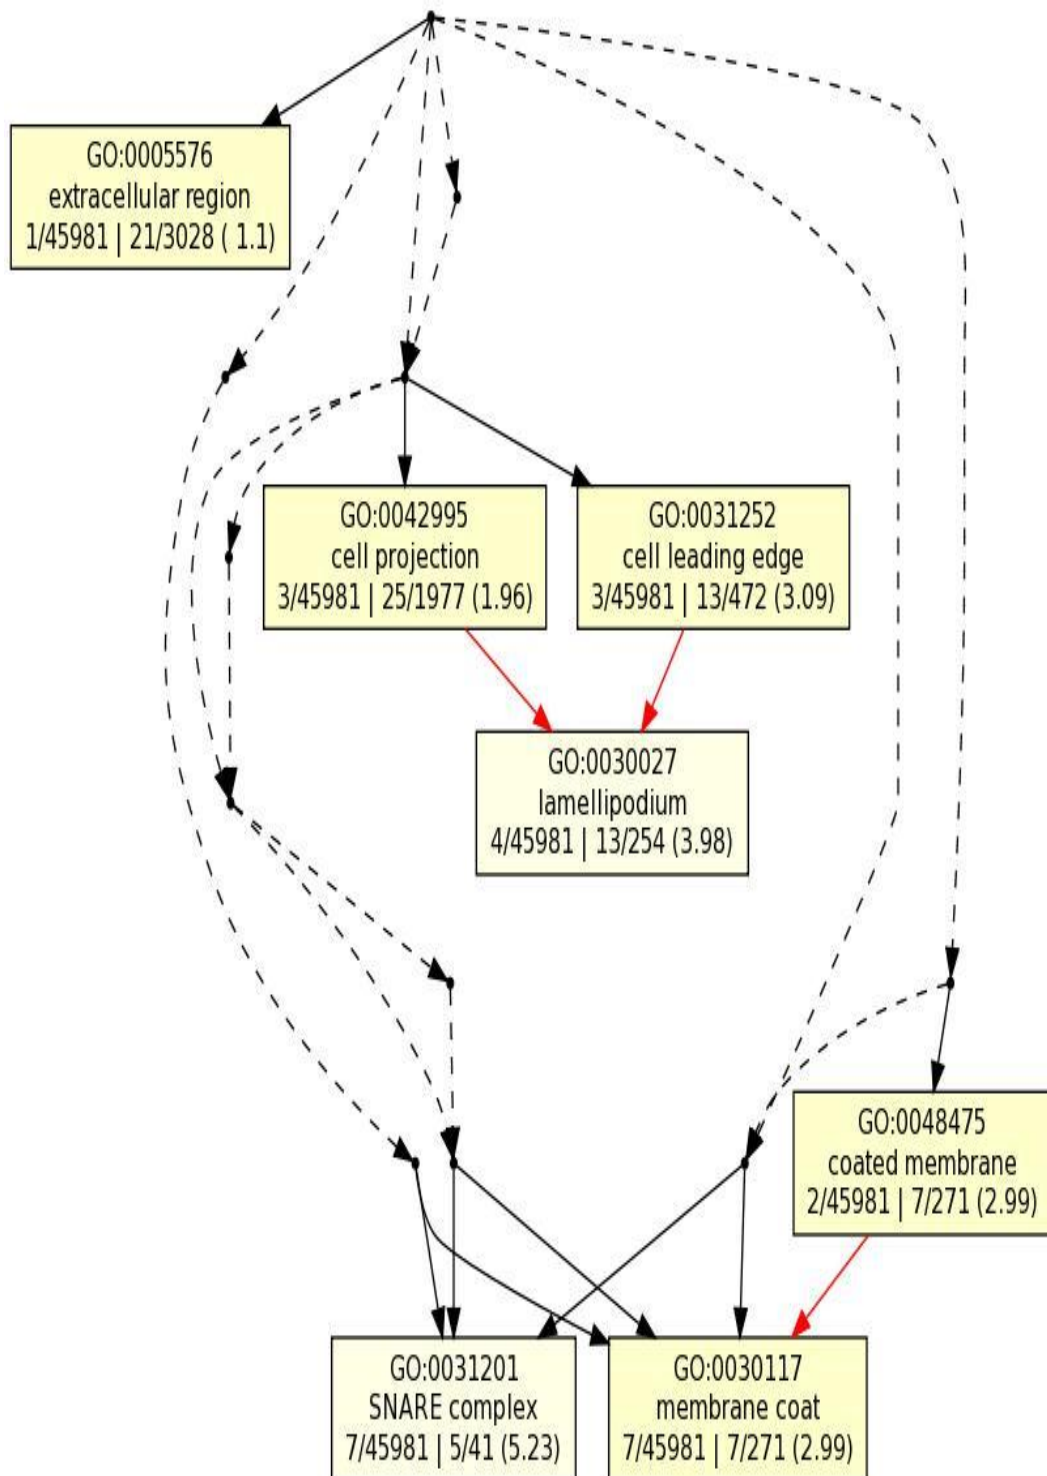 GO:0005576
extracellular region
1/45981 | 21/3028 ( 1.1)
GO:0042995
cell projection
3/45981 | 25/1977 (1.96)
GO:0031252
cell leading edge
3/45981 | 13/472 (3.09)
GO:0030027
lamellipodium
4/45981 | 13/254 (3.98)
GO:0048475
coated membrane
2/45981 | 7/271 (2.99)
GO:0031201
SNARE complex
7/45981 | 5/41 (5.23)
GO:0030117
membrane coat
7/45981 | 7/271 (2.99)